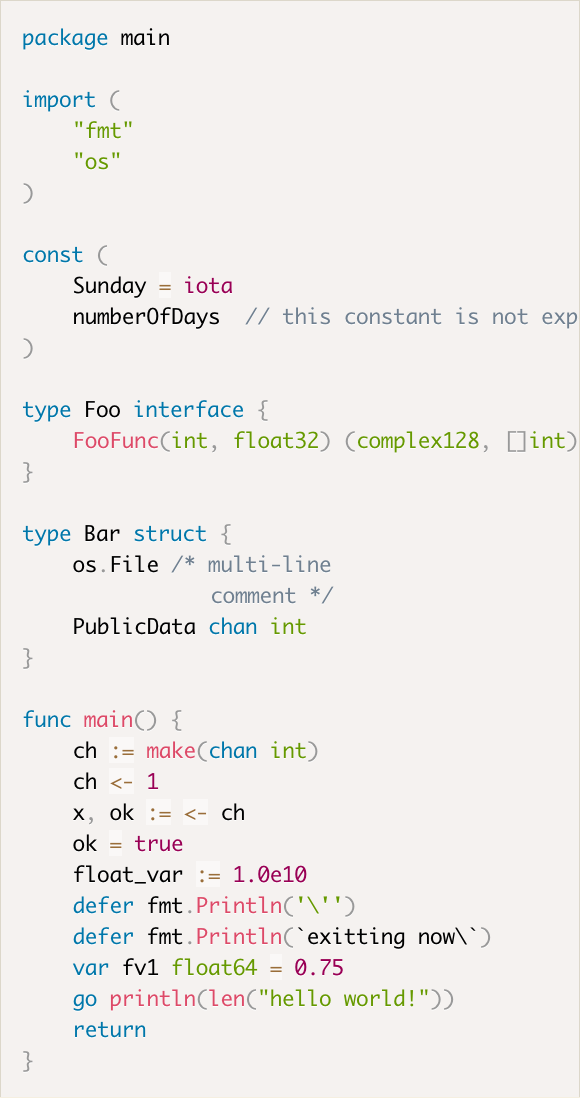 package main

import (
    "fmt"
    "os"
)

const (
    Sunday = iota
    numberOfDays  // this constant is not exp
)

type Foo interface {
    FooFunc(int, float32) (complex128, []int)
}

type Bar struct {
    os.File /* multi-line
               comment */
    PublicData chan int
}

func main() {
    ch := make(chan int)
    ch <- 1
    x, ok := <- ch
    ok = true
    float_var := 1.0e10
    defer fmt.Println('\'')
    defer fmt.Println(`exitting now\`)
    var fv1 float64 = 0.75
    go println(len("hello world!"))
    return
}